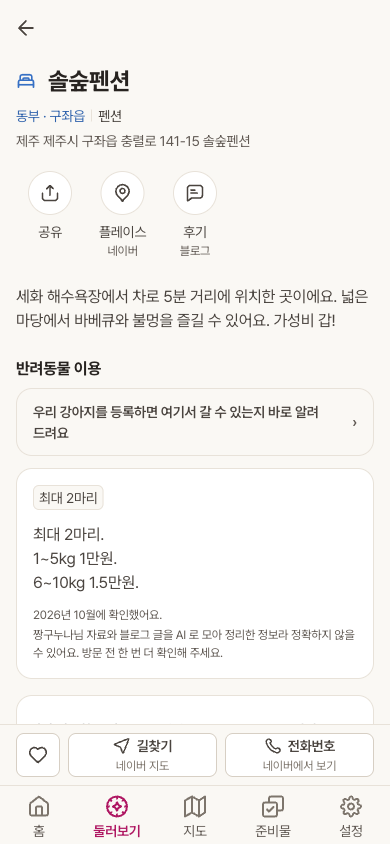 솔숲펜션
동부 · 구좌읍 | 펜션
제주 제주시 구좌읍 충렬로 141-15 솔숲펜션
공유 플레이스 후기
네이버 블로그
세화 해수욕장에서 차로 5분 거리에 위치한 곳이에요. 넓은
마당에서 바베큐와 불멍을 즐길 수 있어요. 가성비 갑!
반려동물 이용
우리 강아지를 등록하면 여기서 갈 수 있는지 바로 알려
드려요
최대 2마리
최대 2마리.
1~5kg 1만원.
6~10kg 1.5만원.
2026년 10월에 확인했어요.
짱구누나님 자료와 블로그 글을 AI 로 모아 정리한 정보라 정확하지 않을
수 있어요. 방문 전 한 번 더 확인해 주세요.
길찾기 전화번호
네이버 지도 네이버에서 보기
홈 둘러보기 지도 준비물 설정